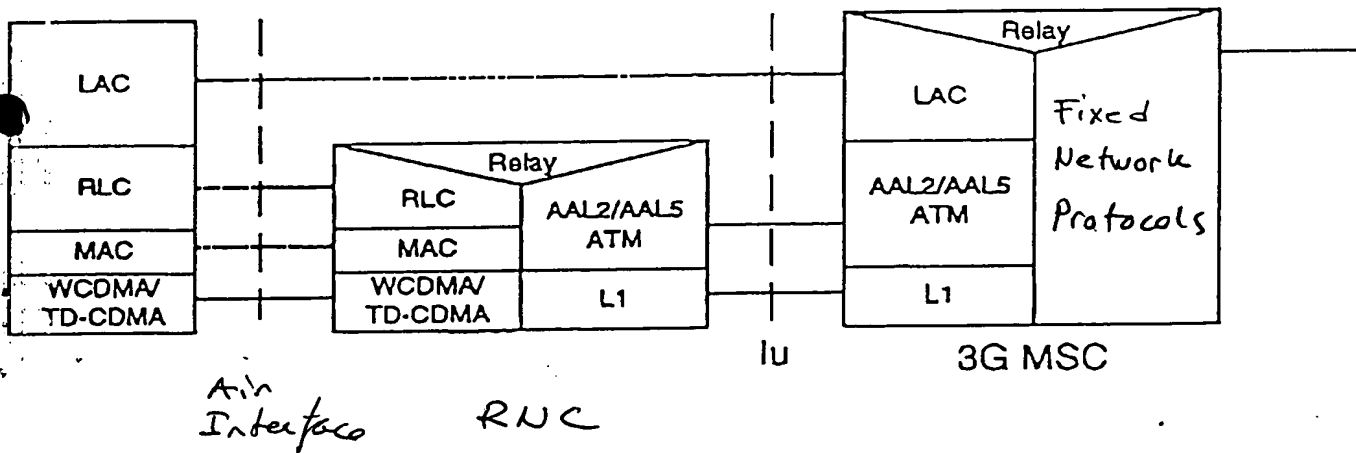 LAC
RLC
MAC
WCDMA/
TD-CDMA
Relay
RLC
MAC
WCDMA/
TD-CDMA
AAL2/AAL5
ATM
L1
Relay
LAC
AAL2/AAL5
ATM
L1
Fixed
Network
Protocols
Iu
3G MSC
Air
Interface
RNC